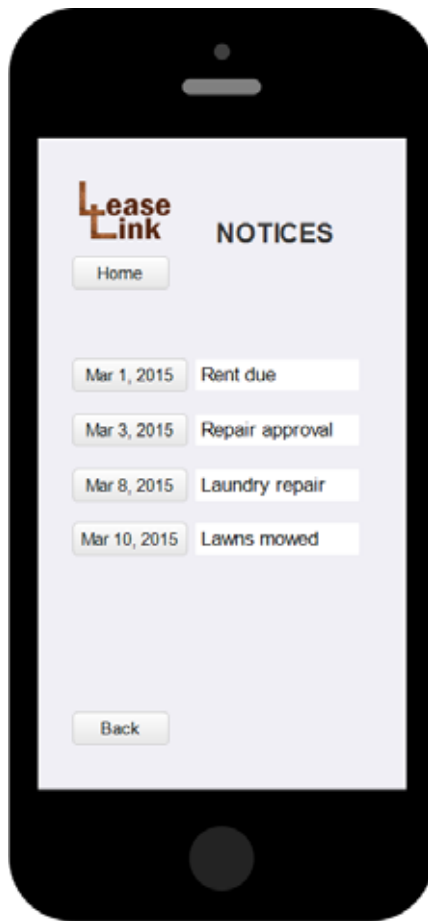 Lease
Link
NOTICES
Home
Mar 1, 2015 Rent due
Mar 3, 2015 Repair approval
Mar 8, 2015 Laundry repair
Mar 10, 2015 Lawns mowed
Back